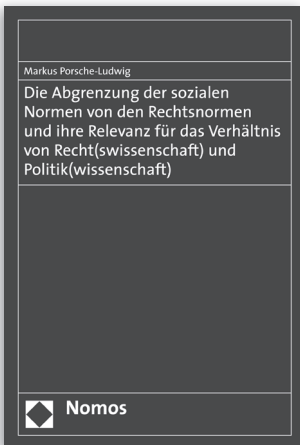 Markus Porsche-Ludwig
Die Abgrenzung der sozialen
Normen von den Rechtsnormen
und ihre Relevanz für das Verhältnis
von Recht(swissenschaft) und
Politik(wissenschaft)
Nomos